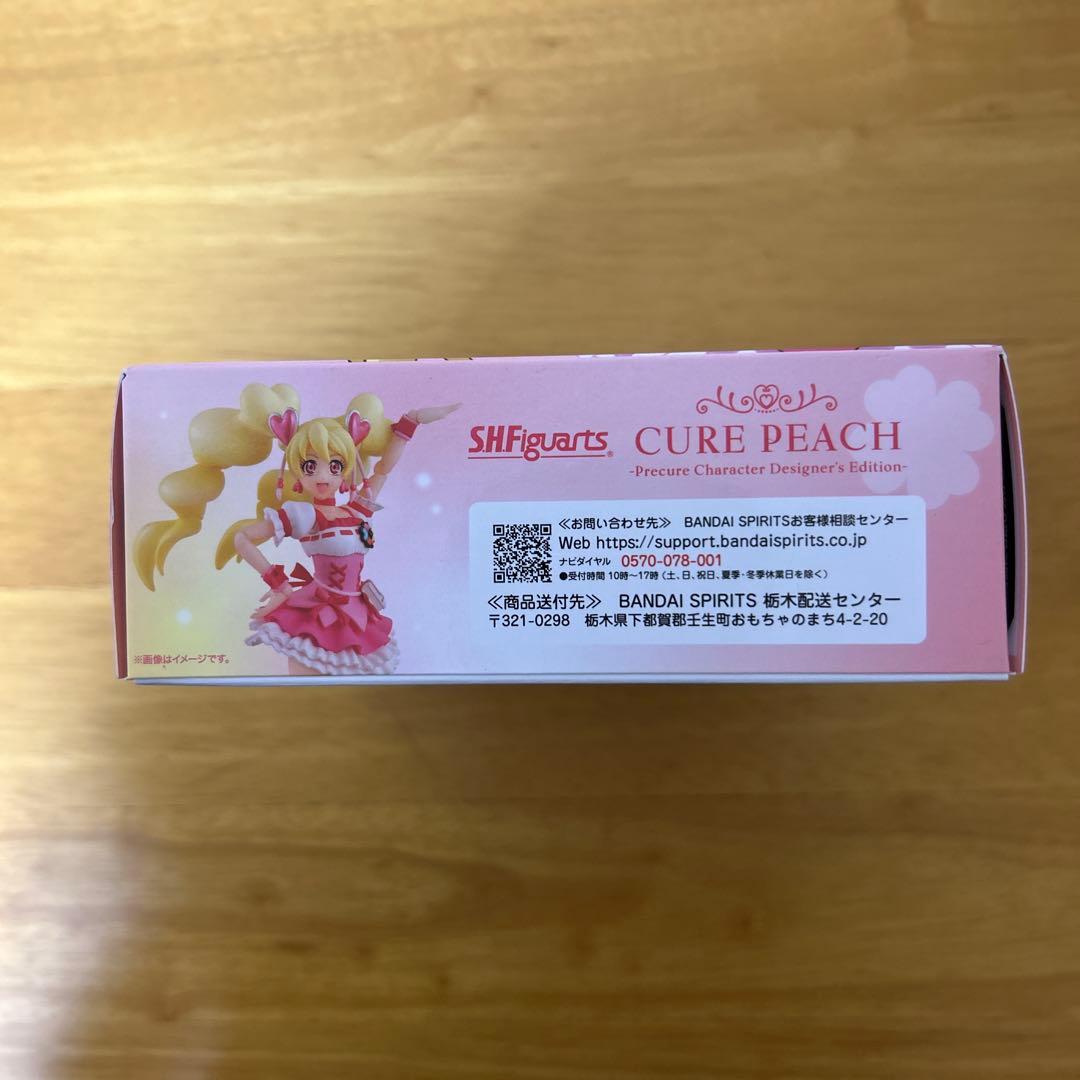 S.H.Figuarts®
CURE PEACH
-Precure Character Designer's Edition-
≪お問い合わせ先≫ BANDAI SPIRITSお客様相談センター
Web https://support.bandaispirits.co.jp
ナビダイヤル 0570-078-001
●受付時間 10時~17時(土、日、祝日、夏季・冬季休業日を除く)
≪商品送付先≫ BANDAI SPIRITS 栃木配送センター
〒321-0298 栃木県下都賀郡壬生町おもちゃのまち4-2-20
※画像はイメージです。